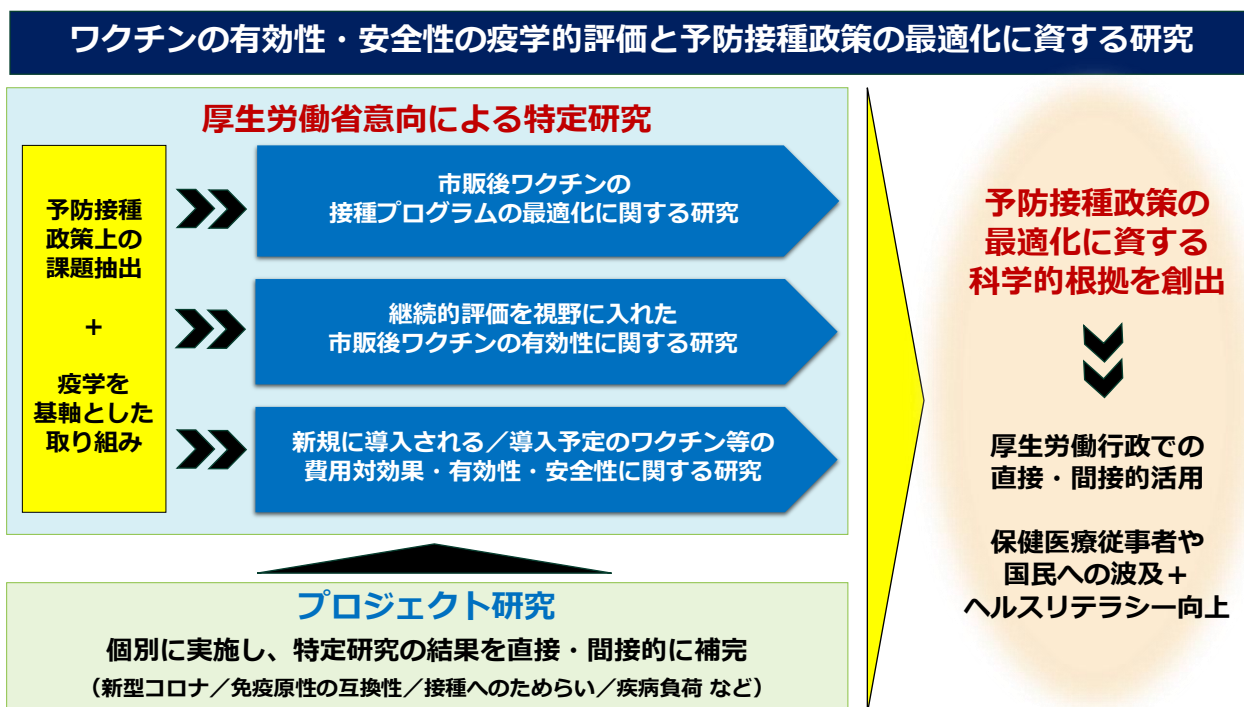 ワクチンの有効性・安全性の疫学的評価と予防接種政策の最適化に資する研究
厚生労働省意向による特定研究
予防接種
政策上の
課題抽出
+
疫学を
基軸とした
取り組み
市販後ワクチンの
接種プログラムの最適化に関する研究
継続的評価を視野に入れた
市販後ワクチンの有効性に関する研究
新規に導入される／導入予定のワクチン等の
費用対効果・有効性・安全性に関する研究
プロジェクト研究
個別に実施し、特定研究の結果を直接・間接的に補完
（新型コロナ／免疫原性の互換性／接種へのためらい／疾病負荷 など）
予防接種政策の
最適化に資する
科学的根拠を創出
厚生労働行政での
直接・間接的活用
保健医療従事者や
国民への波及＋
ヘルスリテラシー向上